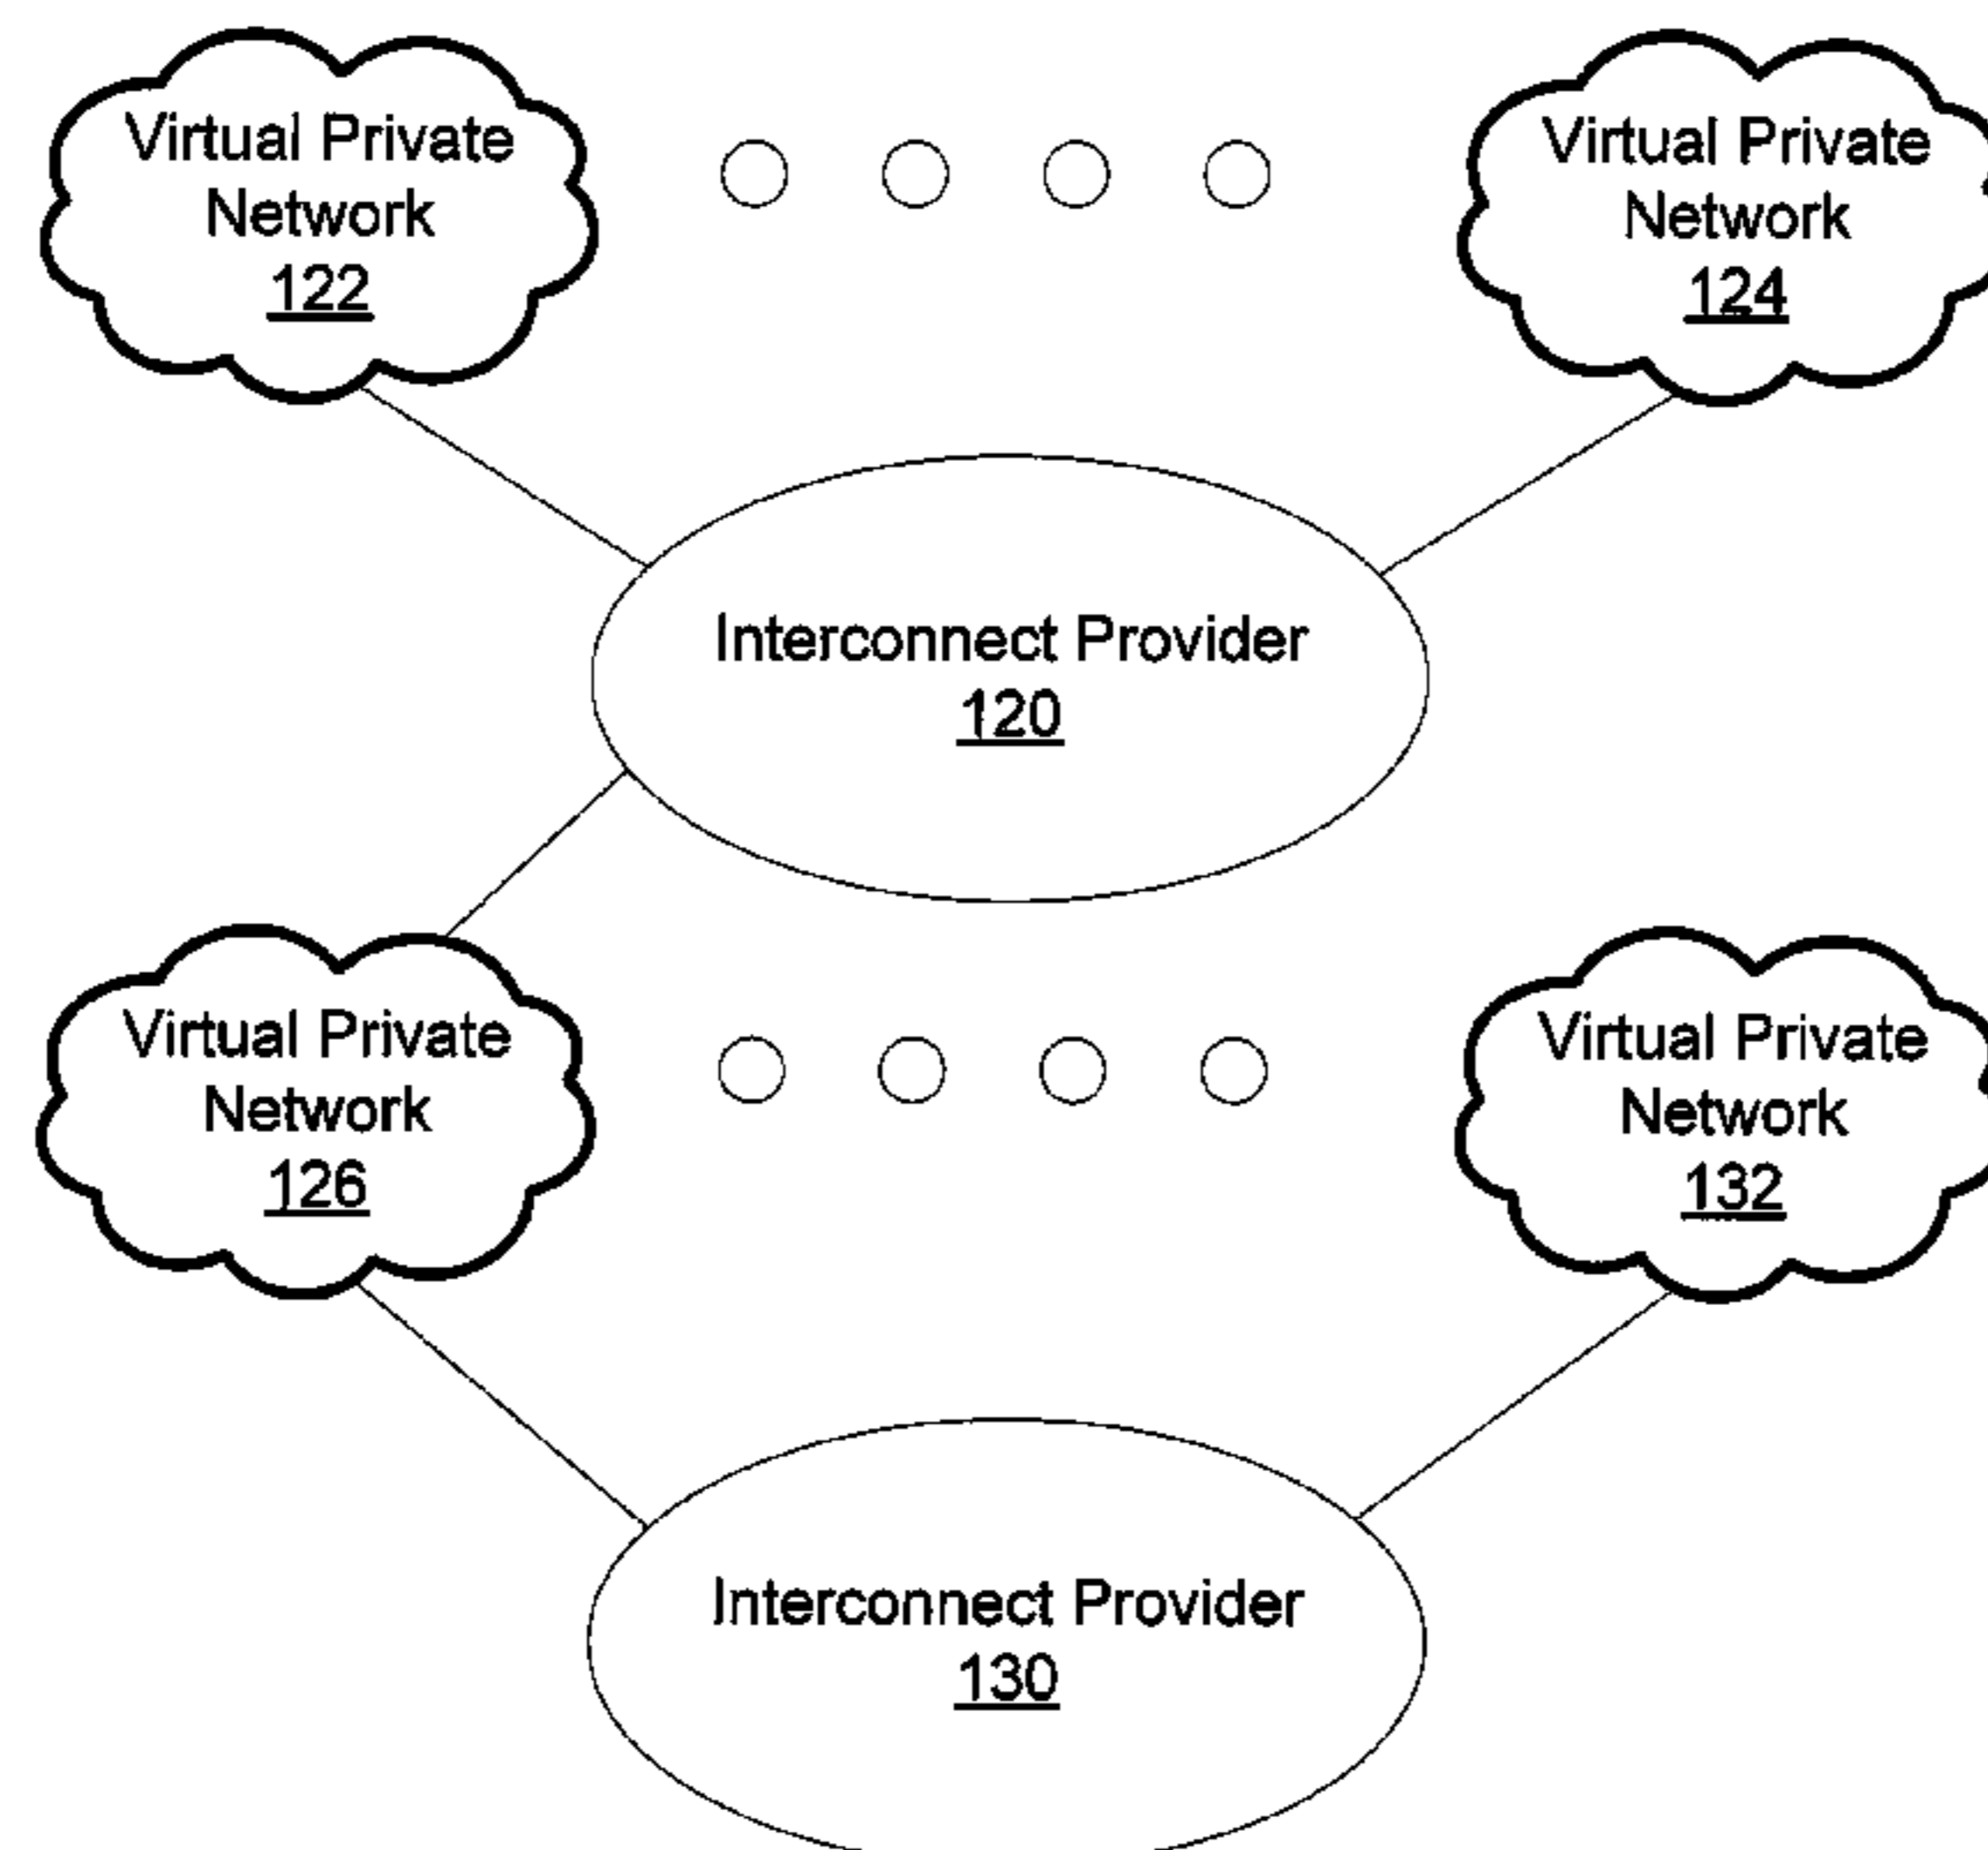 Virtual Private
Network
122
Virtual Private
Network
124
Interconnect Provider
120
Virtual Private
Network
126
Virtual Private
Network
132
Interconnect Provider
130